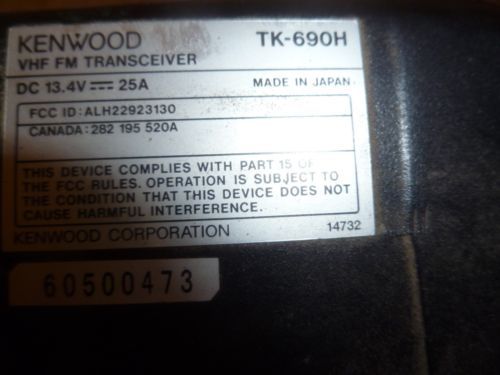 KENWOOD TK-690H
VHF FM TRANSCEIVER
DC 13.4V ⎓ 25A MADE IN JAPAN
FCC ID: ALH22923130
CANADA: 282 195 520A
THIS DEVICE COMPLIES WITH PART 15 OF
THE FCC RULES. OPERATION IS SUBJECT TO
THE CONDITION THAT THIS DEVICE DOES NOT
CAUSE HARMFUL INTERFERENCE.
KENWOOD CORPORATION 14732
60500473